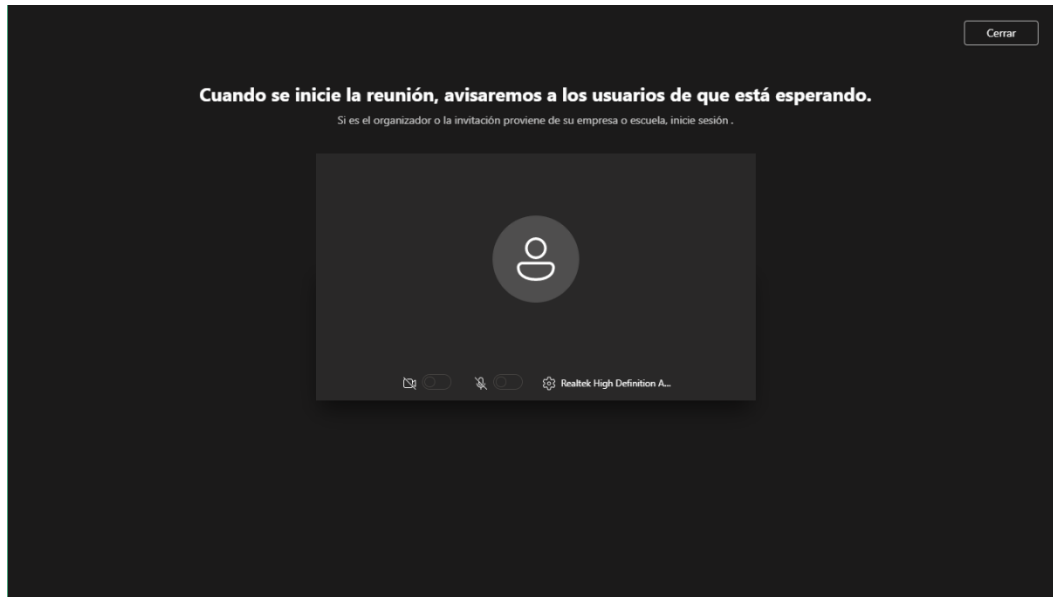 Cerrar
Cuando se inicie la reunión, avisaremos a los usuarios de que está esperando.
Si es el organizador o la invitación proviene de su empresa o escuela, inicie sesión .
Realtek High Definition A...